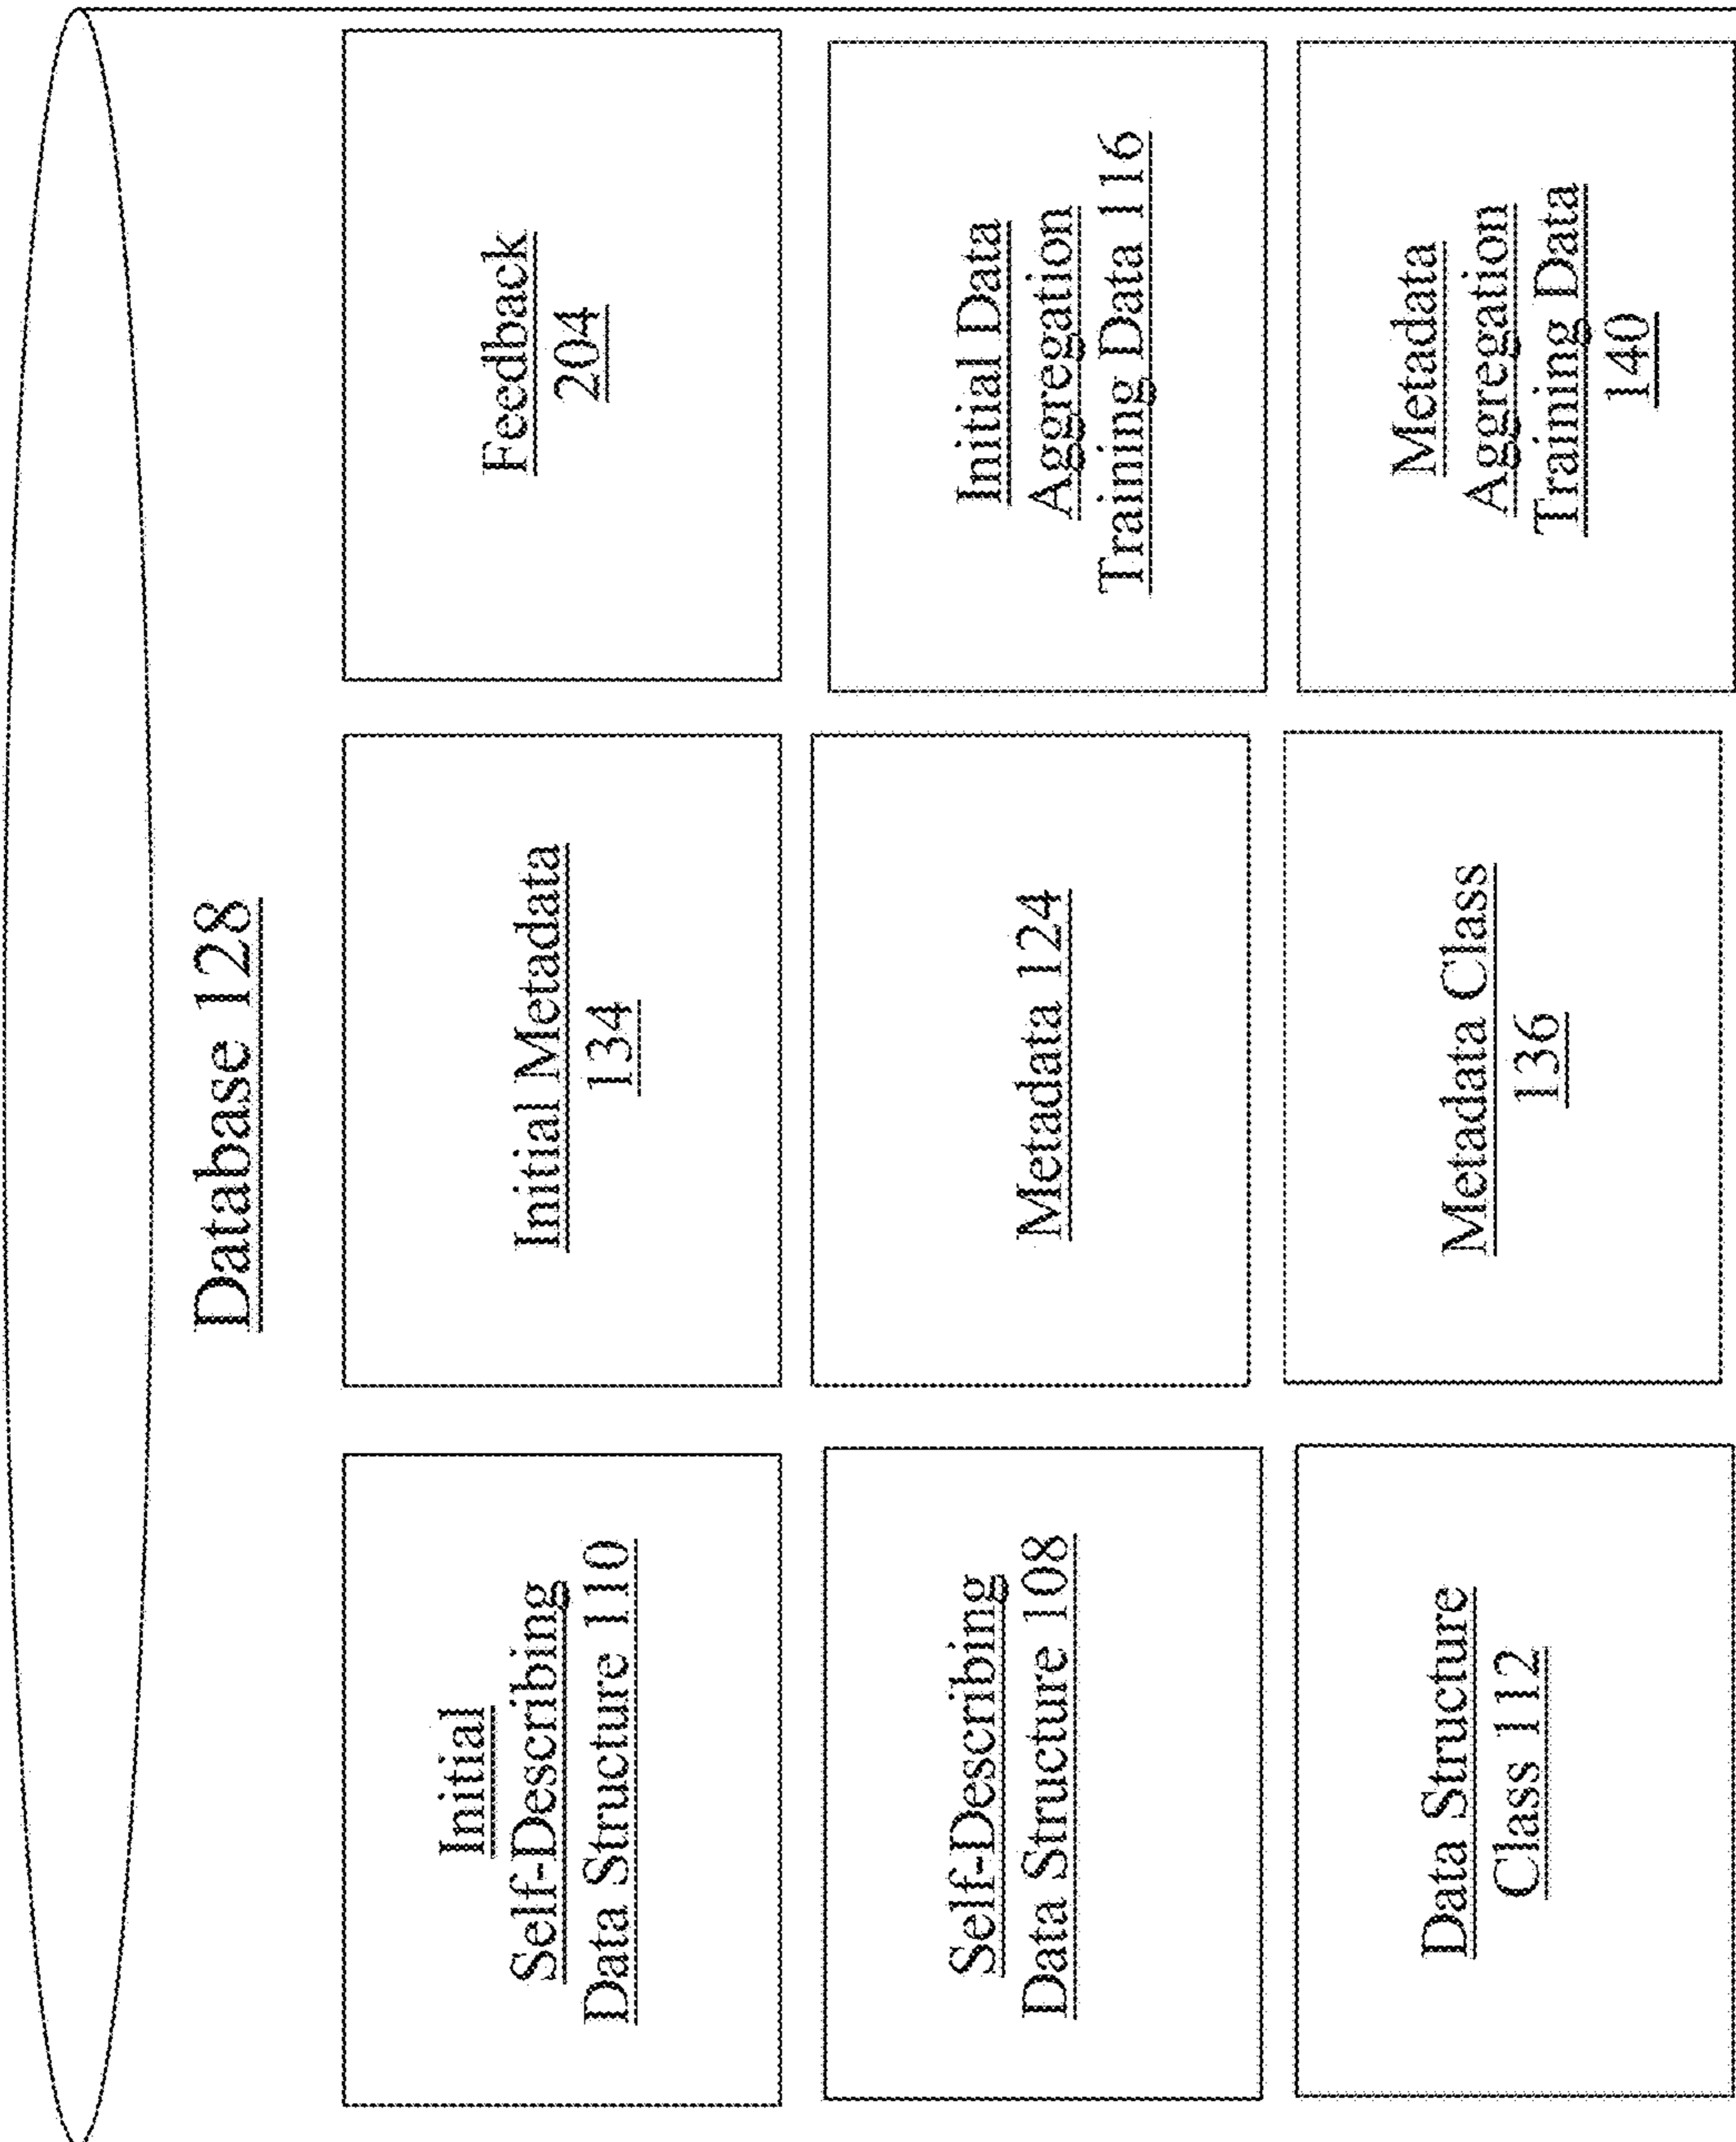 Database 128
Initial
Self-Describing
Data Structure 110
Initial Metadata
134
Feedback
204
Self-Describing
Data Structure 108
Metadata 124
Initial Data
Aggregation
Training Data 116
Data Structure
Class 112
Metadata Class
136
Metadata
Aggregation
Training Data
140